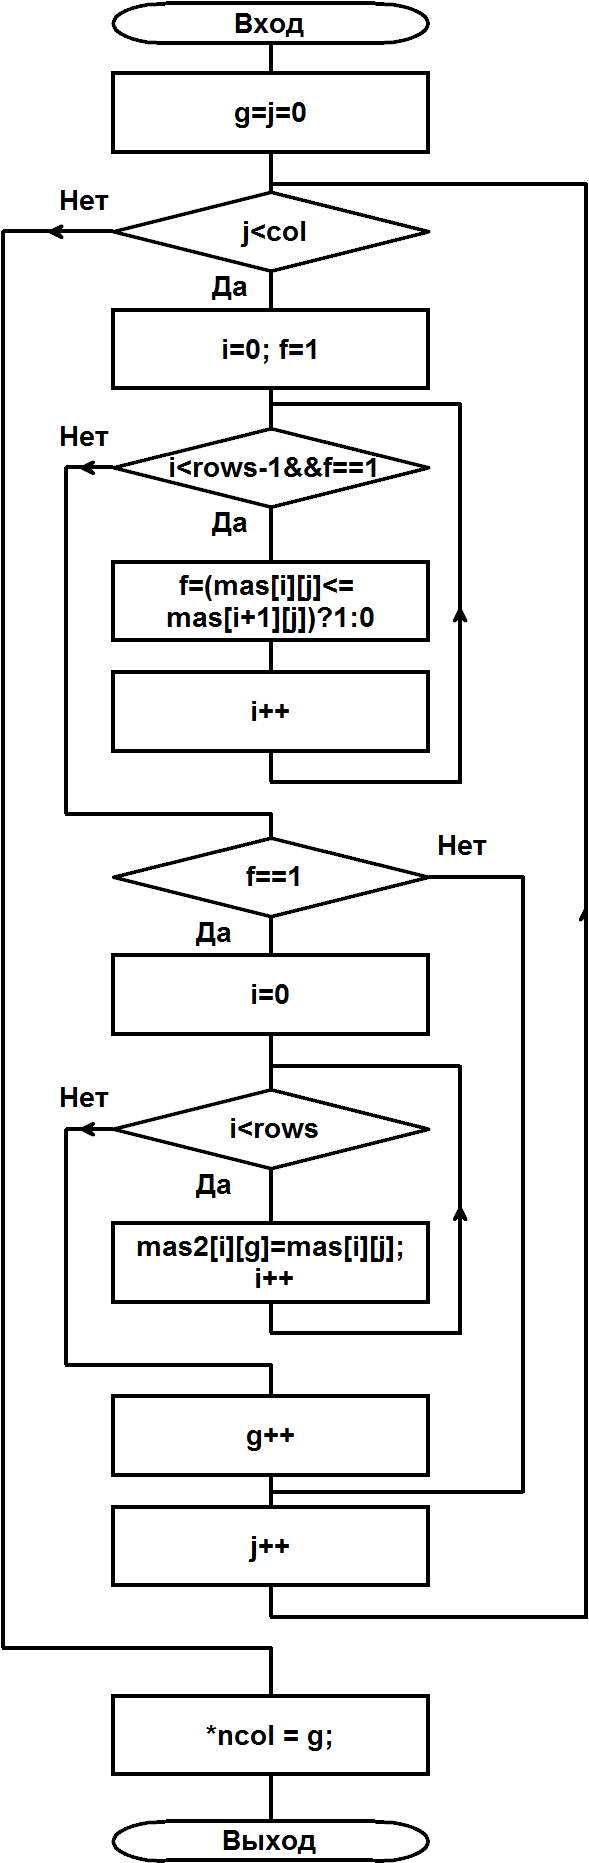 Вход
g=j=0
Нет
j<col
Да
i=0; f=1
Нет
i<rows-1&&f==1
Да
f=(mas[i][j]<=
mas[i+1][j])?1:0
i++
Нет
f==1
Да
i=0
Нет
i<rows
Да
mas2[i][g]=mas[i][j];
i++
g++
j++
*ncol = g;
Выход